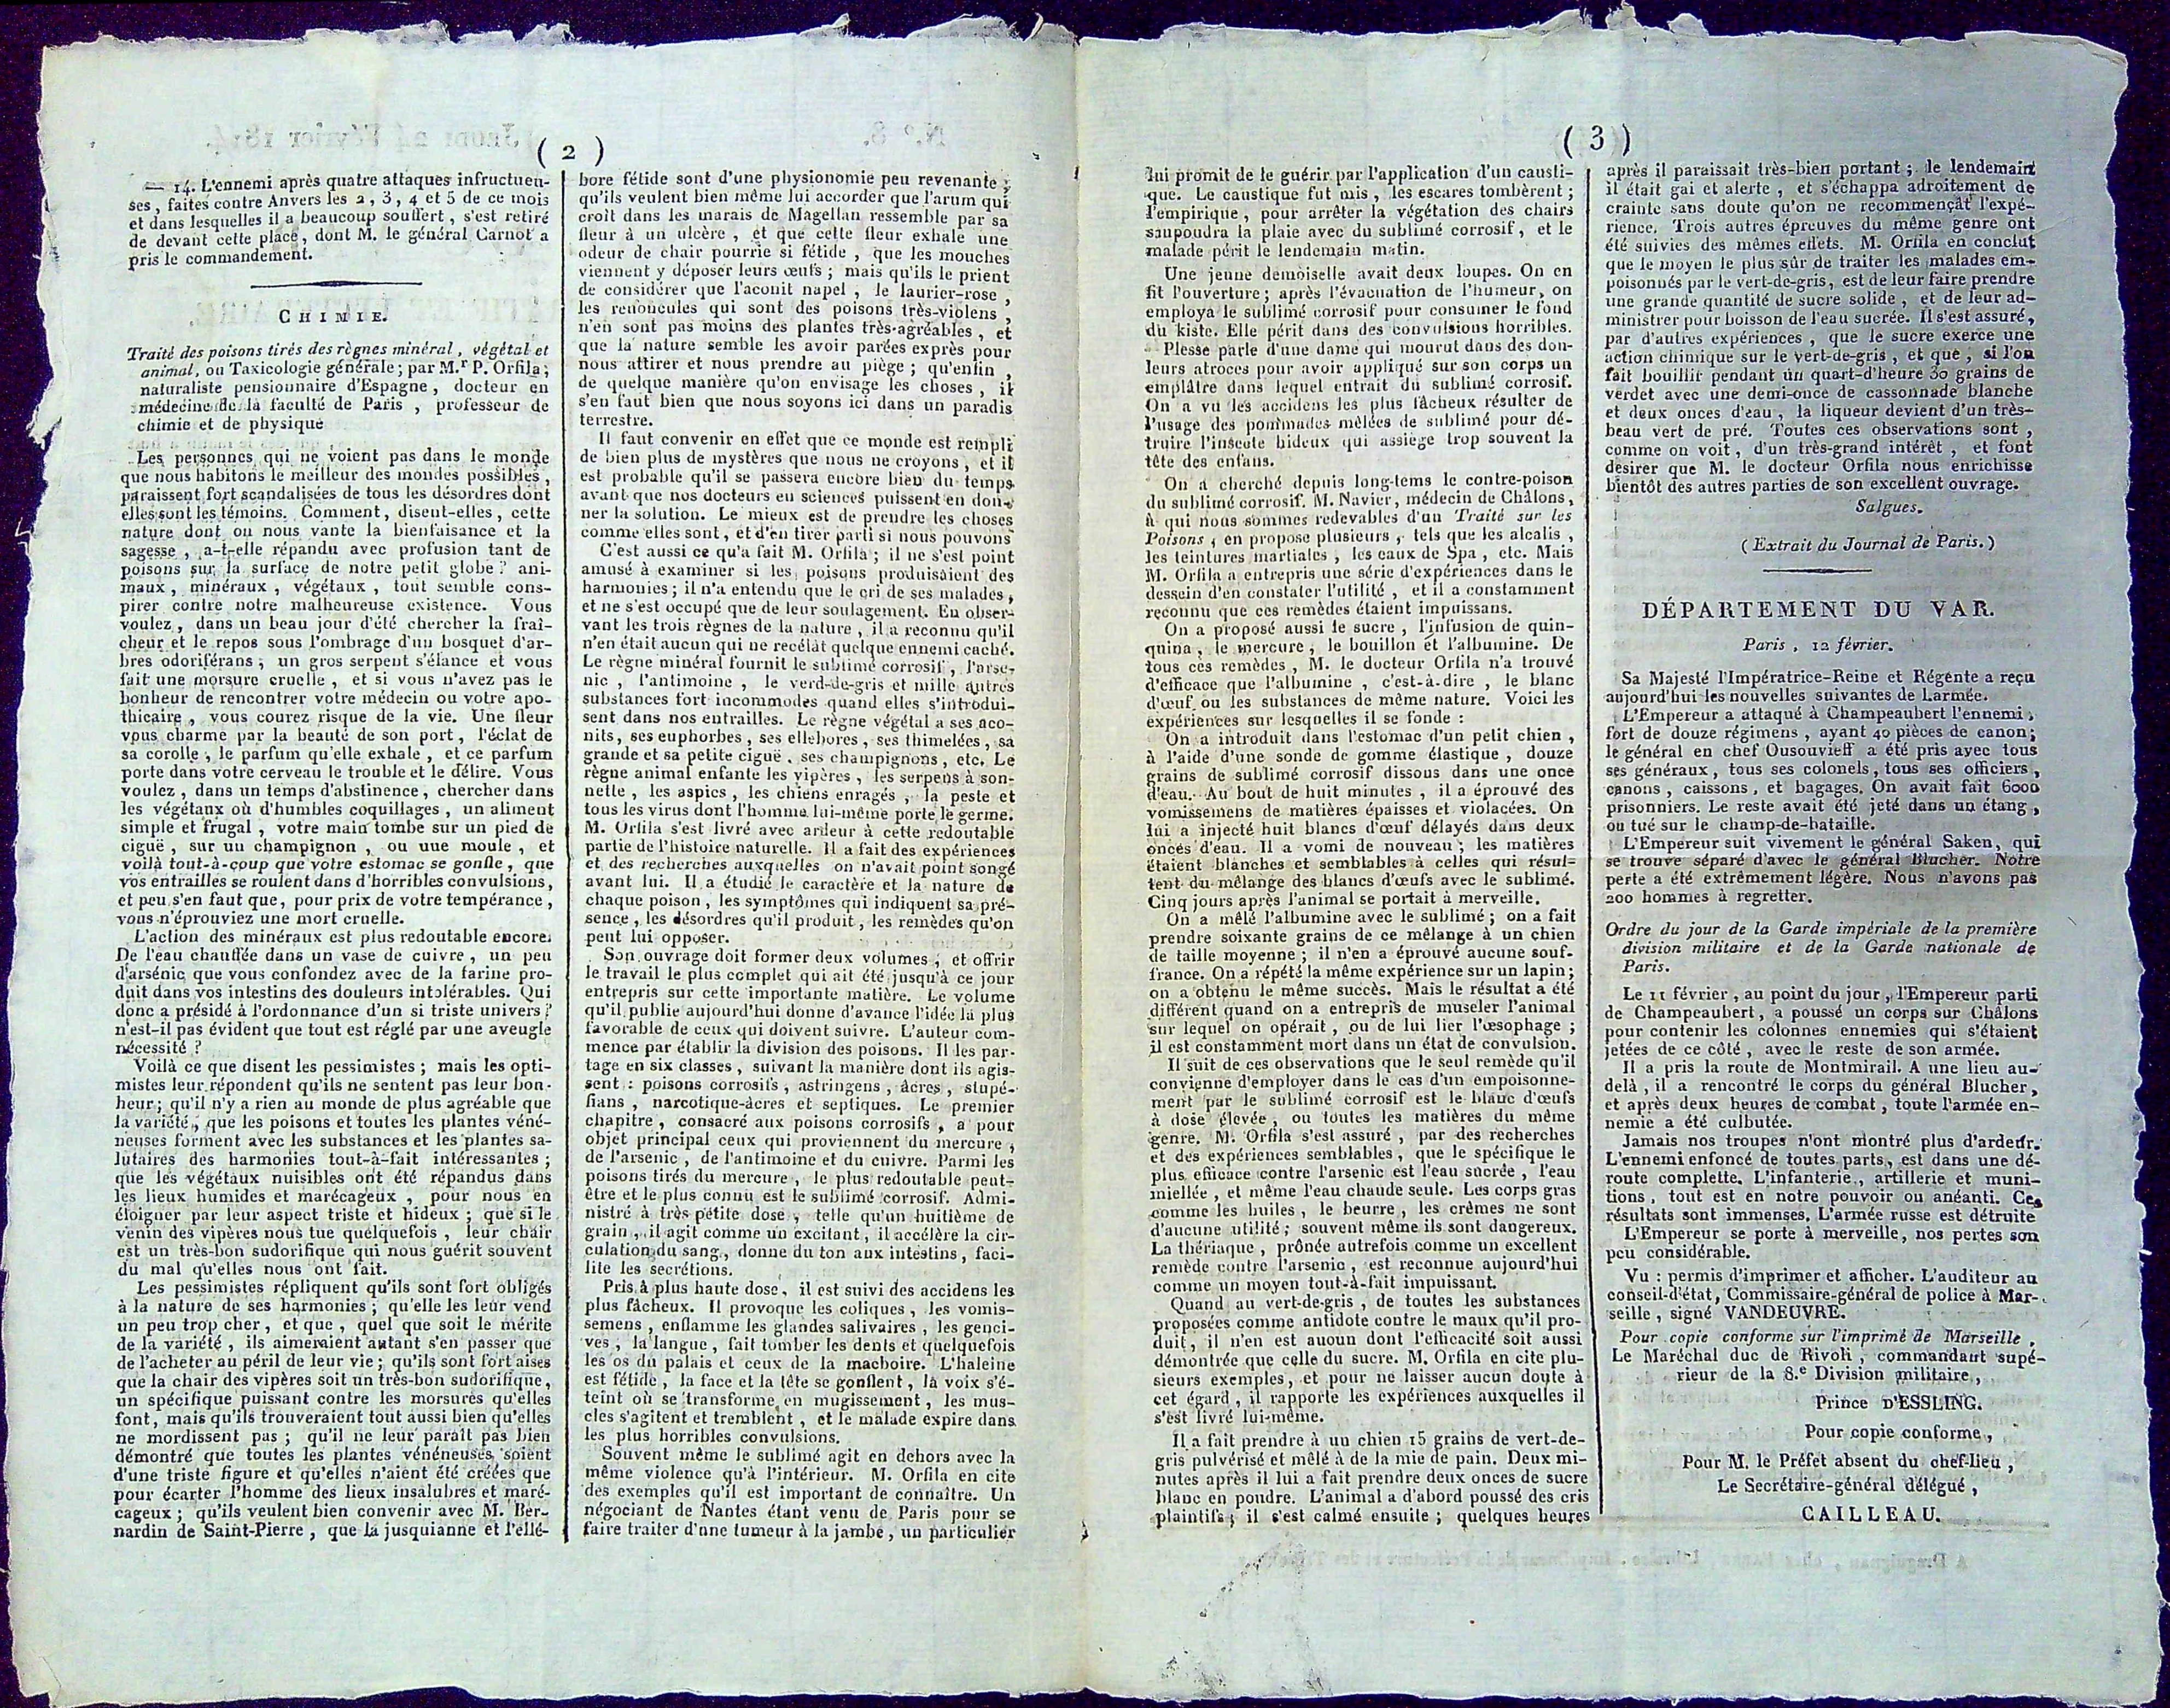 ( 2 )
— 14. L'ennemi après quatre attaques infructueu-
ses, faites contre Anvers les 2, 3, 4 et 5 de ce mois
et dans lesquelles il a beaucoup souffert, s'est retiré
de devant cette place, dont M. le général Carnot a
pris le commandement.
CHIMIE.
Traité des poisons tirés des règnes minéral, végétal et
animal, ou Taxicologie générale; par M.r P. Orfila;
naturaliste pensionnaire d'Espagne, docteur en
médecine de la faculté de Paris, professeur de
chimie et de physique
Les personnes qui ne voient pas dans le monde
que nous habitons le meilleur des mondes possibles,
paraissent fort scandalisées de tous les désordres dont
elles sont les témoins. Comment, disent-elles, cette
nature dont on nous vante la bienfaisance et la
sagesse, a-t-elle répandu avec profusion tant de
poisons sur la surface de notre petit globe? ani-
maux, minéraux, végétaux, tout semble cons-
pirer contre notre malheureuse existence. Vous
voulez, dans un beau jour d'été chercher la fraî-
cheur et le repos sous l'ombrage d'un bosquet d'ar-
bres odoriférans; un gros serpent s'élance et vous
fait une morsure cruelle, et si vous n'avez pas le
bonheur de rencontrer votre médecin ou votre apo-
thicaire, vous courez risque de la vie. Une fleur
vous charme par la beauté de son port, l'éclat de
sa corolle, le parfum qu'elle exhale, et ce parfum
porte dans votre cerveau le trouble et le délire. Vous
voulez, dans un temps d'abstinence, chercher dans
les végétaux où d'humbles coquillages, un aliment
simple et frugal, votre main tombe sur un pied de
ciguë, sur un champignon, ou une moule, et
voilà tout-à-coup que votre estomac se gonfle, que
vos entrailles se roulent dans d'horribles convulsions,
et peu s'en faut que, pour prix de votre tempérance,
vous n'éprouviez une mort cruelle.
L'action des minéraux est plus redoutable encore.
De l'eau chauffée dans un vase de cuivre, un peu
d'arsénic que vous confondez avec de la farine pro-
duit dans vos intestins des douleurs intolérables. Qui
donc a présidé à l'ordonnance d'un si triste univers?
n'est-il pas évident que tout est réglé par une aveugle
nécessité?
Voilà ce que disent les pessimistes; mais les opti-
mistes leur répondent qu'ils ne sentent pas leur bon-
heur; qu'il n'y a rien au monde de plus agréable que
la variété, que les poisons et toutes les plantes véné-
neuses forment avec les substances et les plantes sa-
lutaires des harmonies tout-à-fait intéressantes;
que les végétaux nuisibles ont été répandus dans
les lieux humides et marécageux, pour nous en
éloigner par leur aspect triste et hideux; que si le
venin des vipères nous tue quelquefois, leur chair
est un très-bon sudorifique qui nous guérit souvent
du mal qu'elles nous ont fait.
Les pessimistes répliquent qu'ils sont fort obligés
à la nature de ses harmonies; qu'elle les leur vend
un peu trop cher, et que, quel que soit le mérite
de la variété, ils aimeraient autant s'en passer que
de l'acheter au péril de leur vie; qu'ils sont fort aises
que la chair des vipères soit un très-bon sudorifique,
un spécifique puissant contre les morsures qu'elles
font, mais qu'ils trouveraient tout aussi bien qu'elles
ne mordissent pas; qu'il ne leur paraît pas bien
démontré que toutes les plantes vénéneuses soient
d'une triste figure et qu'elles n'aient été créées que
pour écarter l'homme des lieux insalubres et maré-
cageux; qu'ils veulent bien convenir avec M. Ber-
nardin de Saint-Pierre, que la jusquianne et l'ellé-
bore fétide sont d'une physionomie peu revenante;
qu'ils veulent bien même lui accorder que l'arum qui
croît dans les marais de Magellan ressemble par sa
fleur à un ulcère, et que cette fleur exhale une
odeur de chair pourrie si fétide, que les mouches
viennent y déposer leurs œufs; mais qu'ils le prient
de considérer que l'aconit napel, le laurier-rose,
les renoncules qui sont des poisons très-violens,
n'en sont pas moins des plantes très-agréables, et
que la nature semble les avoir parées exprès pour
nous attirer et nous prendre au piège; qu'enfin,
de quelque manière qu'on envisage les choses, il
s'en faut bien que nous soyons ici dans un paradis
terrestre.
Il faut convenir en effet que ce monde est rempli
de bien plus de mystères que nous ne croyons, et il
est probable qu'il se passera encore bien du temps
avant que nos docteurs en sciences puissent en don-
ner la solution. Le mieux est de prendre les choses
comme elles sont, et d'en tirer parti si nous pouvons
C'est aussi ce qu'a fait M. Orfila; il ne s'est point
amusé à examiner si les poisons produisaient des
harmonies; il n'a entendu que le cri de ses malades,
et ne s'est occupé que de leur soulagement. En obser-
vant les trois règnes de la nature, il a reconnu qu'il
n'en était aucun qui ne recélât quelque ennemi caché.
Le règne minéral fournit le sublimé corrosif, l'arse-
nic, l'antimoine, le verd-de-gris et mille autres
substances fort incommodes quand elles s'introdui-
sent dans nos entrailles. Le règne végétal a ses aco-
nits, ses euphorbes, ses ellebores, ses thimelées, sa
grande et sa petite ciguë, ses champignons, etc. Le
règne animal enfante les vipères, les serpens à son-
nette, les aspics, les chiens enragés, la peste et
tous les virus dont l'homme lui-même porte le germe.
M. Orfila s'est livré avec ardeur à cette redoutable
partie de l'histoire naturelle. Il a fait des expériences
et des recherches auxquelles on n'avait point songé
avant lui. Il a étudié le caractère et la nature de
chaque poison, les symptômes qui indiquent sa pré-
sence, les désordres qu'il produit, les remèdes qu'on
peut lui opposer.
Son ouvrage doit former deux volumes, et offrir
le travail le plus complet qui ait été jusqu'à ce jour
entrepris sur cette importante matière. Le volume
qu'il publie aujourd'hui donne d'avance l'idée la plus
favorable de ceux qui doivent suivre. L'auteur com-
mence par établir la division des poisons. Il les par-
tage en six classes, suivant la manière dont ils agis-
sent: poisons corrosifs, astringens, âcres, stupé-
fians, narcotique-âcres et septiques. Le premier
chapitre, consacré aux poisons corrosifs, a pour
objet principal ceux qui proviennent du mercure,
de l'arsenic, de l'antimoine et du cuivre. Parmi les
poisons tirés du mercure, le plus redoutable peut-
être et le plus connu est le sublimé corrosif. Admi-
nistré à très petite dose, telle qu'un huitième de
grain, il agit comme un excitant, il accélère la cir-
culation du sang, donne du ton aux intestins, faci-
lite les secrétions.
Pris à plus haute dose, il est suivi des accidens les
plus fâcheux. Il provoque les coliques, les vomis-
semens, enflamme les glandes salivaires, les genci-
ves, la langue, fait tomber les dents et quelquefois
les os du palais et ceux de la machoire. L'haleine
est fétide, la face et la tête se gonflent, la voix s'é-
teint où se transforme en mugissement, les mus-
cles s'agitent et tremblent, et le malade expire dans
les plus horribles convulsions.
Souvent même le sublimé agit en dehors avec la
même violence qu'à l'intérieur. M. Orfila en cite
des exemples qu'il est important de connaître. Un
négociant de Nantes étant venu de Paris pour se
faire traiter d'une tumeur à la jambe, un particulier
( 3 )
lui promit de le guérir par l'application d'un causti-
que. Le caustique fut mis, les escares tombèrent;
l'empirique, pour arrêter la végétation des chairs
saupoudra la plaie avec du sublimé corrosif, et le
malade périt le lendemain matin.
Une jeune demoiselle avait deux loupes. On en
fit l'ouverture; après l'évacuation de l'humeur, on
employa le sublimé corrosif pour consumer le fond
du kiste. Elle périt dans des convulsions horribles.
Plesse parle d'une dame qui mourut dans des dou-
leurs atroces pour avoir appliqué sur son corps un
emplâtre dans lequel entrait du sublimé corrosif.
On a vu les accidens les plus fâcheux résulter de
l'usage des pommades mêlées de sublimé pour dé-
truire l'insecte hideux qui assiège trop souvent la
tête des enfans.
On a cherché depuis long-tems le contre-poison
du sublimé corrosif. M. Navier, médecin de Châlons,
à qui nous sommes redevables d'un Traité sur les
Poisons, en propose plusieurs, tels que les alcalis,
les teintures martiales, les eaux de Spa, etc. Mais
M. Orfila a entrepris une série d'expériences dans le
dessein d'en constater l'utilité, et il a constamment
reconnu que ces remèdes étaient impuissans.
On a proposé aussi le sucre, l'infusion de quin-
quina, le mercure, le bouillon et l'albumine. De
tous ces remèdes, M. le docteur Orfila n'a trouvé
d'efficace que l'albumine, c'est-à-dire, le blanc
d'œuf ou les substances de même nature. Voici les
expériences sur lesquelles il se fonde:
On a introduit dans l'estomac d'un petit chien,
à l'aide d'une sonde de gomme élastique, douze
grains de sublimé corrosif dissous dans une once
d'eau. Au bout de huit minutes, il a éprouvé des
vomissemens de matières épaisses et violacées. On
lui a injecté huit blancs d'œuf délayés dans deux
onces d'eau. Il a vomi de nouveau; les matières
étaient blanches et semblables à celles qui résul-
tent du mélange des blancs d'œufs avec le sublimé.
Cinq jours après l'animal se portait à merveille.
On a mêlé l'albumine avec le sublimé; on a fait
prendre soixante grains de ce mêlange à un chien
de taille moyenne; il n'en a éprouvé aucune souf-
france. On a répété la même expérience sur un lapin;
on a obtenu le même succès. Mais le résultat a été
différent quand on a entrepris de museler l'animal
sur lequel on opérait, ou de lui lier l'œsophage;
il est constamment mort dans un état de convulsion.
Il suit de ces observations que le seul remède qu'il
convienne d'employer dans le cas d'un empoisonne-
ment par le sublimé corrosif est le blanc d'œufs
à dose élevée, ou toutes les matières du même
genre. M. Orfila s'est assuré, par des recherches
et des expériences semblables, que le spécifique le
plus efficace contre l'arsenic est l'eau sucrée, l'eau
miellée, et même l'eau chaude seule. Les corps gras
comme les huiles, le beurre, les crèmes ne sont
d'aucune utilité; souvent même ils sont dangereux.
La thériaque, prônée autrefois comme un excellent
remède contre l'arsenic, est reconnue aujourd'hui
comme un moyen tout-à-fait impuissant.
Quand au vert-de-gris, de toutes les substances
proposées comme antidote contre le maux qu'il pro-
duit, il n'en est aucun dont l'efficacité soit aussi
démontrée que celle du sucre. M. Orfila en cite plu-
sieurs exemples, et pour ne laisser aucun doute à
cet égard, il rapporte les expériences auxquelles il
s'est livré lui-même.
Il a fait prendre à un chien 15 grains de vert-de-
gris pulvérisé et mêlé à de la mie de pain. Deux mi-
nutes après il lui a fait prendre deux onces de sucre
blanc en poudre. L'animal a d'abord poussé des cris
plaintifs; il s'est calmé ensuite; quelques heures
après il paraissait très-bien portant; le lendemain
il était gai et alerte, et s'échappa adroitement de
crainte sans doute qu'on ne recommençât l'expé-
rience. Trois autres épreuves du même genre ont
été suivies des mêmes effets. M. Orfila en conclut
que le moyen le plus sûr de traiter les malades em-
poisonnés par le vert-de-gris, est de leur faire prendre
une grande quantité de sucre solide, et de leur ad-
ministrer pour boisson de l'eau sucrée. Il s'est assuré,
par d'autres expériences, que le sucre exerce une
action chimique sur le vert-de-gris, et que, si l'on
fait bouillir pendant un quart-d'heure 30 grains de
verdet avec une demi-once de cassonnade blanche
et deux onces d'eau, la liqueur devient d'un très-
beau vert de pré. Toutes ces observations sont,
comme on voit, d'un très-grand intérêt, et font
desirer que M. le docteur Orfila nous enrichisse
bientôt des autres parties de son excellent ouvrage.
Salgues.
(Extrait du Journal de Paris.)
DÉPARTEMENT DU VAR.
Paris, 12 février.
Sa Majesté l'Impératrice-Reine et Régente a reçu
aujourd'hui les nouvelles suivantes de Larmée.
L'Empereur a attaqué à Champeaubert l'ennemi,
fort de douze régimens, ayant 40 pièces de canon;
le général en chef Ousouvieff a été pris avec tous
ses généraux, tous ses colonels, tous ses officiers,
canons, caissons, et bagages. On avait fait 6000
prisonniers. Le reste avait été jeté dans un étang,
ou tué sur le champ-de-bataille.
L'Empereur suit vivement le général Saken, qui
se trouve séparé d'avec le général Blucher. Notre
perte a été extrêmement légère. Nous n'avons pas
200 hommes à regretter.
Ordre du jour de la Garde impériale de la première
division militaire et de la Garde nationale de
Paris.
Le 11 février, au point du jour, l'Empereur parti
de Champeaubert, a poussé un corps sur Châlons
pour contenir les colonnes ennemies qui s'étaient
jetées de ce côté, avec le reste de son armée.
Il a pris la route de Montmirail. A une lieu au-
delà, il a rencontré le corps du général Blucher,
et après deux heures de combat, toute l'armée en-
nemie a été culbutée.
Jamais nos troupes n'ont montré plus d'ardeur.
L'ennemi enfoncé de toutes parts, est dans une dé-
route complette. L'infanterie, artillerie et muni-
tions, tout est en notre pouvoir ou anéanti. Ces
résultats sont immenses. L'armée russe est détruite
L'Empereur se porte à merveille, nos pertes son
peu considérable.
Vu: permis d'imprimer et afficher. L'auditeur au
conseil-d'état, Commissaire-général de police à Mar-
seille, signé VANDEUVRE.
Pour copie conforme sur l'imprimé de Marseille,
Le Maréchal duc de Rivoli, commandant supé-
rieur de la 8.e Division militaire,
Prince D'ESSLING.
Pour copie conforme,
Pour M. le Préfet absent du chef-lieu,
Le Secrétaire-général délégué,
CAILLEAU.